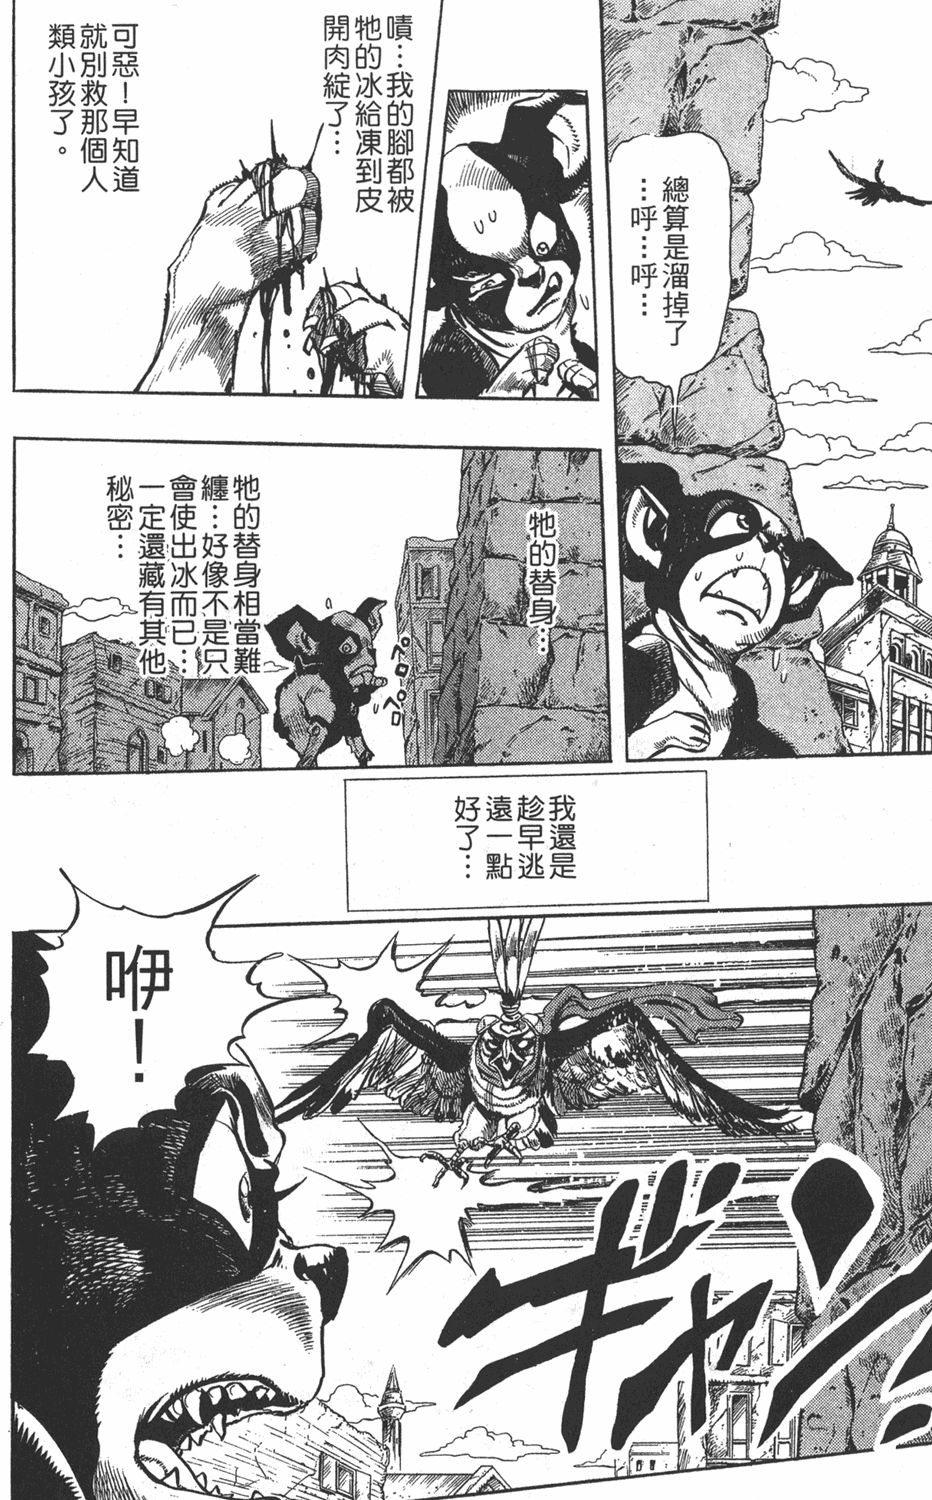 總算是溜掉了
…呼…呼…
嘖…我的腳都被
牠的冰給凍到皮
開肉綻了…
可惡！早知道
就別救那個人
類小孩了。
牠的替身…
牠的替身相當難
纏…好像不是只
會使出冰而已…
一定還藏有其他
秘密…
我還是
趁早逃
遠一點
好了…
咿！
ギャン